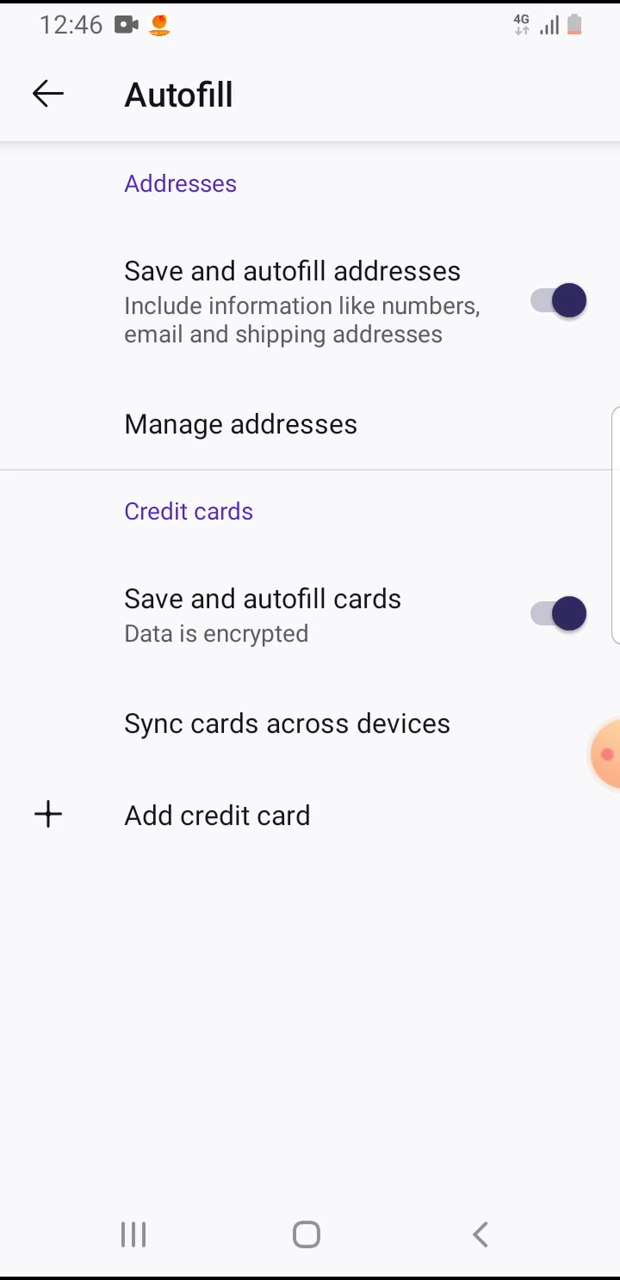 12:46
4G
Autofill
Addresses
Save and autofill addresses
Include information like numbers,
email and shipping addresses
Manage addresses
Credit cards
Save and autofill cards
Data is encrypted
Sync cards across devices
Add credit card